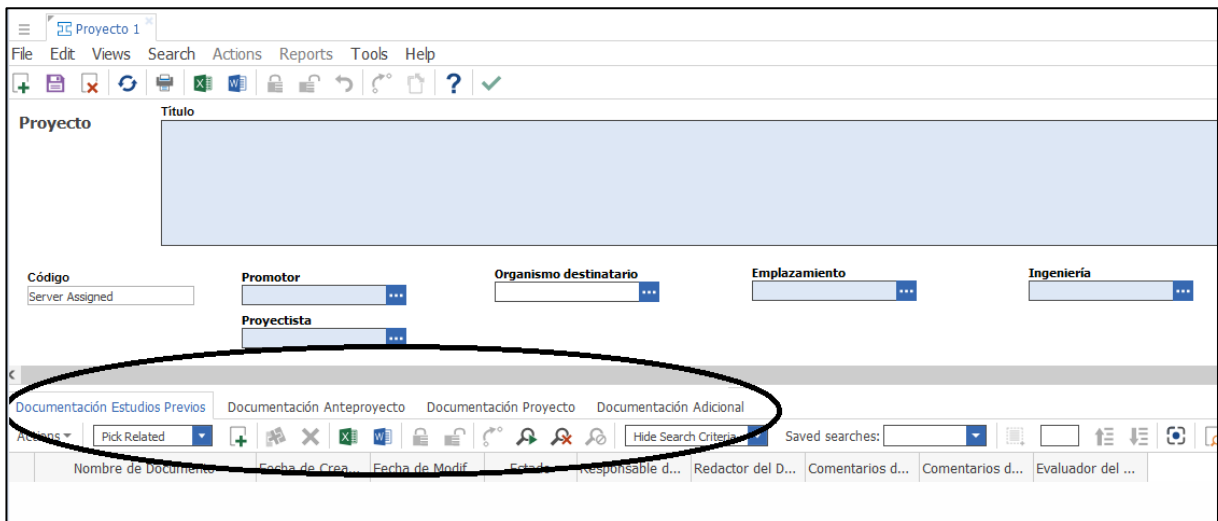 Proyecto 1
File Edit Views Search Actions Reports Tools Help
Título
Proyecto
Código
Promotor
Organismo destinatario
Emplazamiento
Ingeniería
Server Assigned
Proyectista
Documentación Estudios Previos Documentación Anteproyecto Documentación Proyecto Documentación Adicional
Actions Pick Related Hide Search Criteria Saved searches:
Nombre de Documento Fecha de Crea... Fecha de Modif... Estado Responsable d... Redactor del D... Comentarios d... Comentarios d... Evaluador del ...